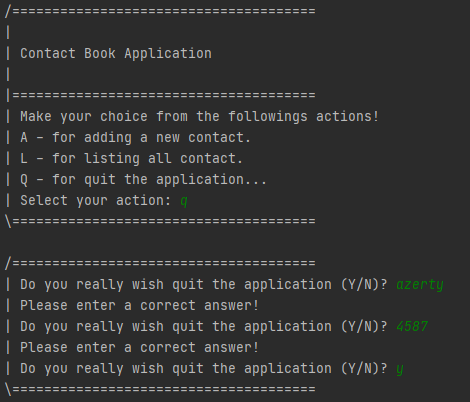 /======================================
|
| Contact Book Application
|
|======================================
| Make your choice from the followings actions!
| A - for adding a new contact.
| L - for listing all contact.
| Q - for quit the application...
| Select your action: q
\======================================

/======================================
| Do you really wish quit the application (Y/N)? azerty
| Please enter a correct answer!
| Do you really wish quit the application (Y/N)? 4587
| Please enter a correct answer!
| Do you really wish quit the application (Y/N)? y
\======================================